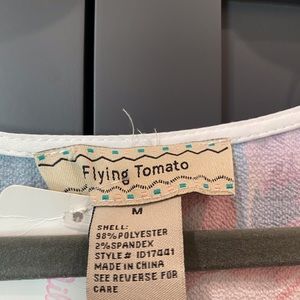 Flying Tomato
M
SHELL:
98% POLYESTER
2% SPANDEX
STYLE # ID17441
MADE IN CHINA
SEE REVERSE FOR
CARE